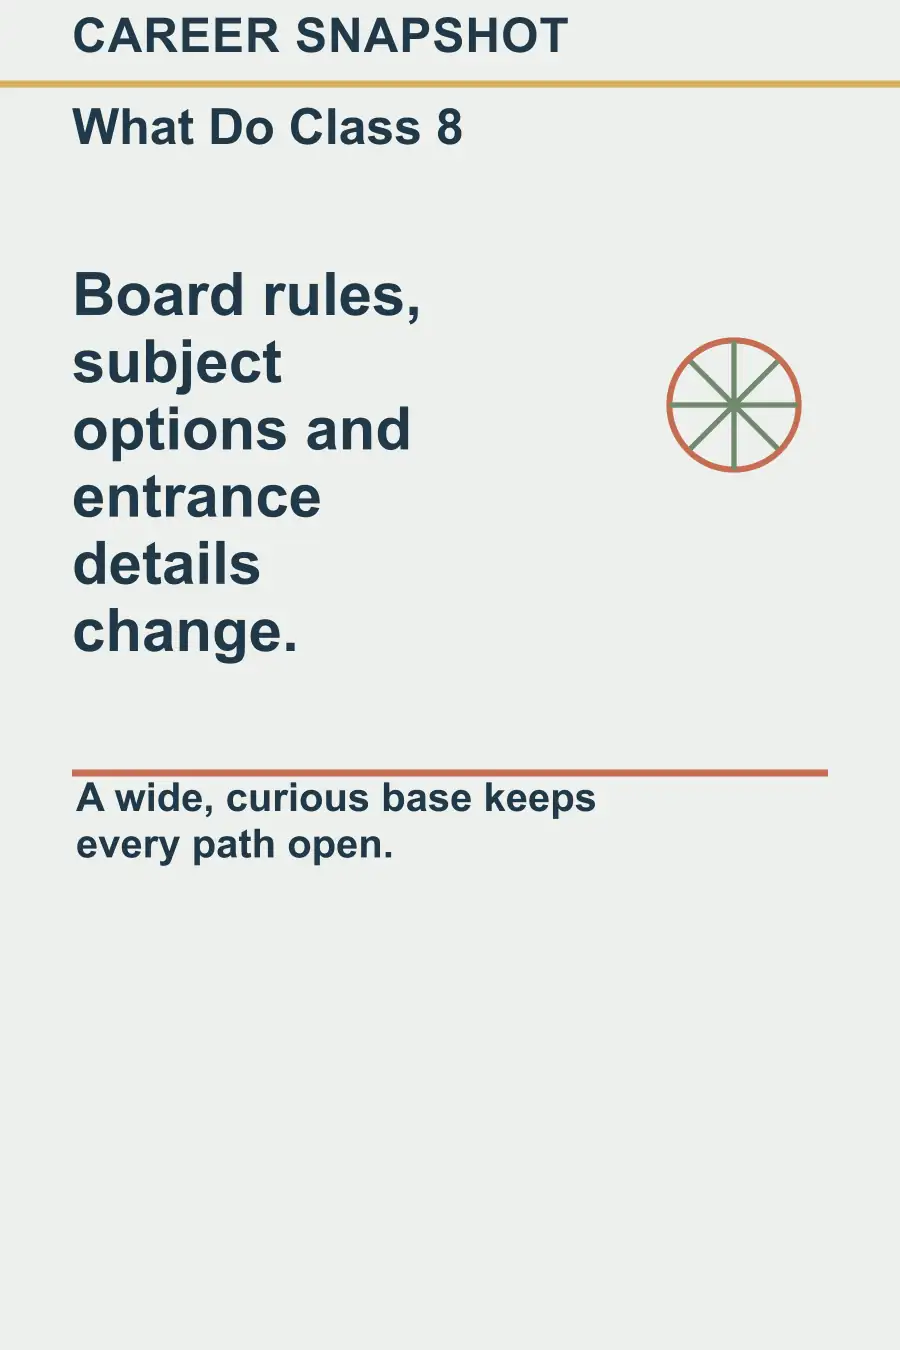 CAREER SNAPSHOT
What Do Class 8
Board rules,
subject
options and
entrance
details
change.
A wide, curious base keeps
every path open.